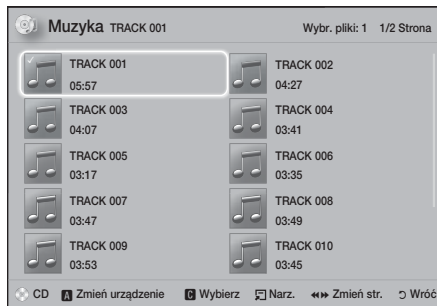 Muzyka TRACK 001 Wybr. pliki: 1 1/2 Strona
TRACK 001 TRACK 002
05:57 04:27
TRACK 003 TRACK 004
04:07 03:41
TRACK 005 TRACK 006
03:17 03:35
TRACK 007 TRACK 008
03:47 03:49
TRACK 009 TRACK 010
03:53 03:45
CD A Zmień urządzenie C Wybierz Narz. Zmień str. Wróć